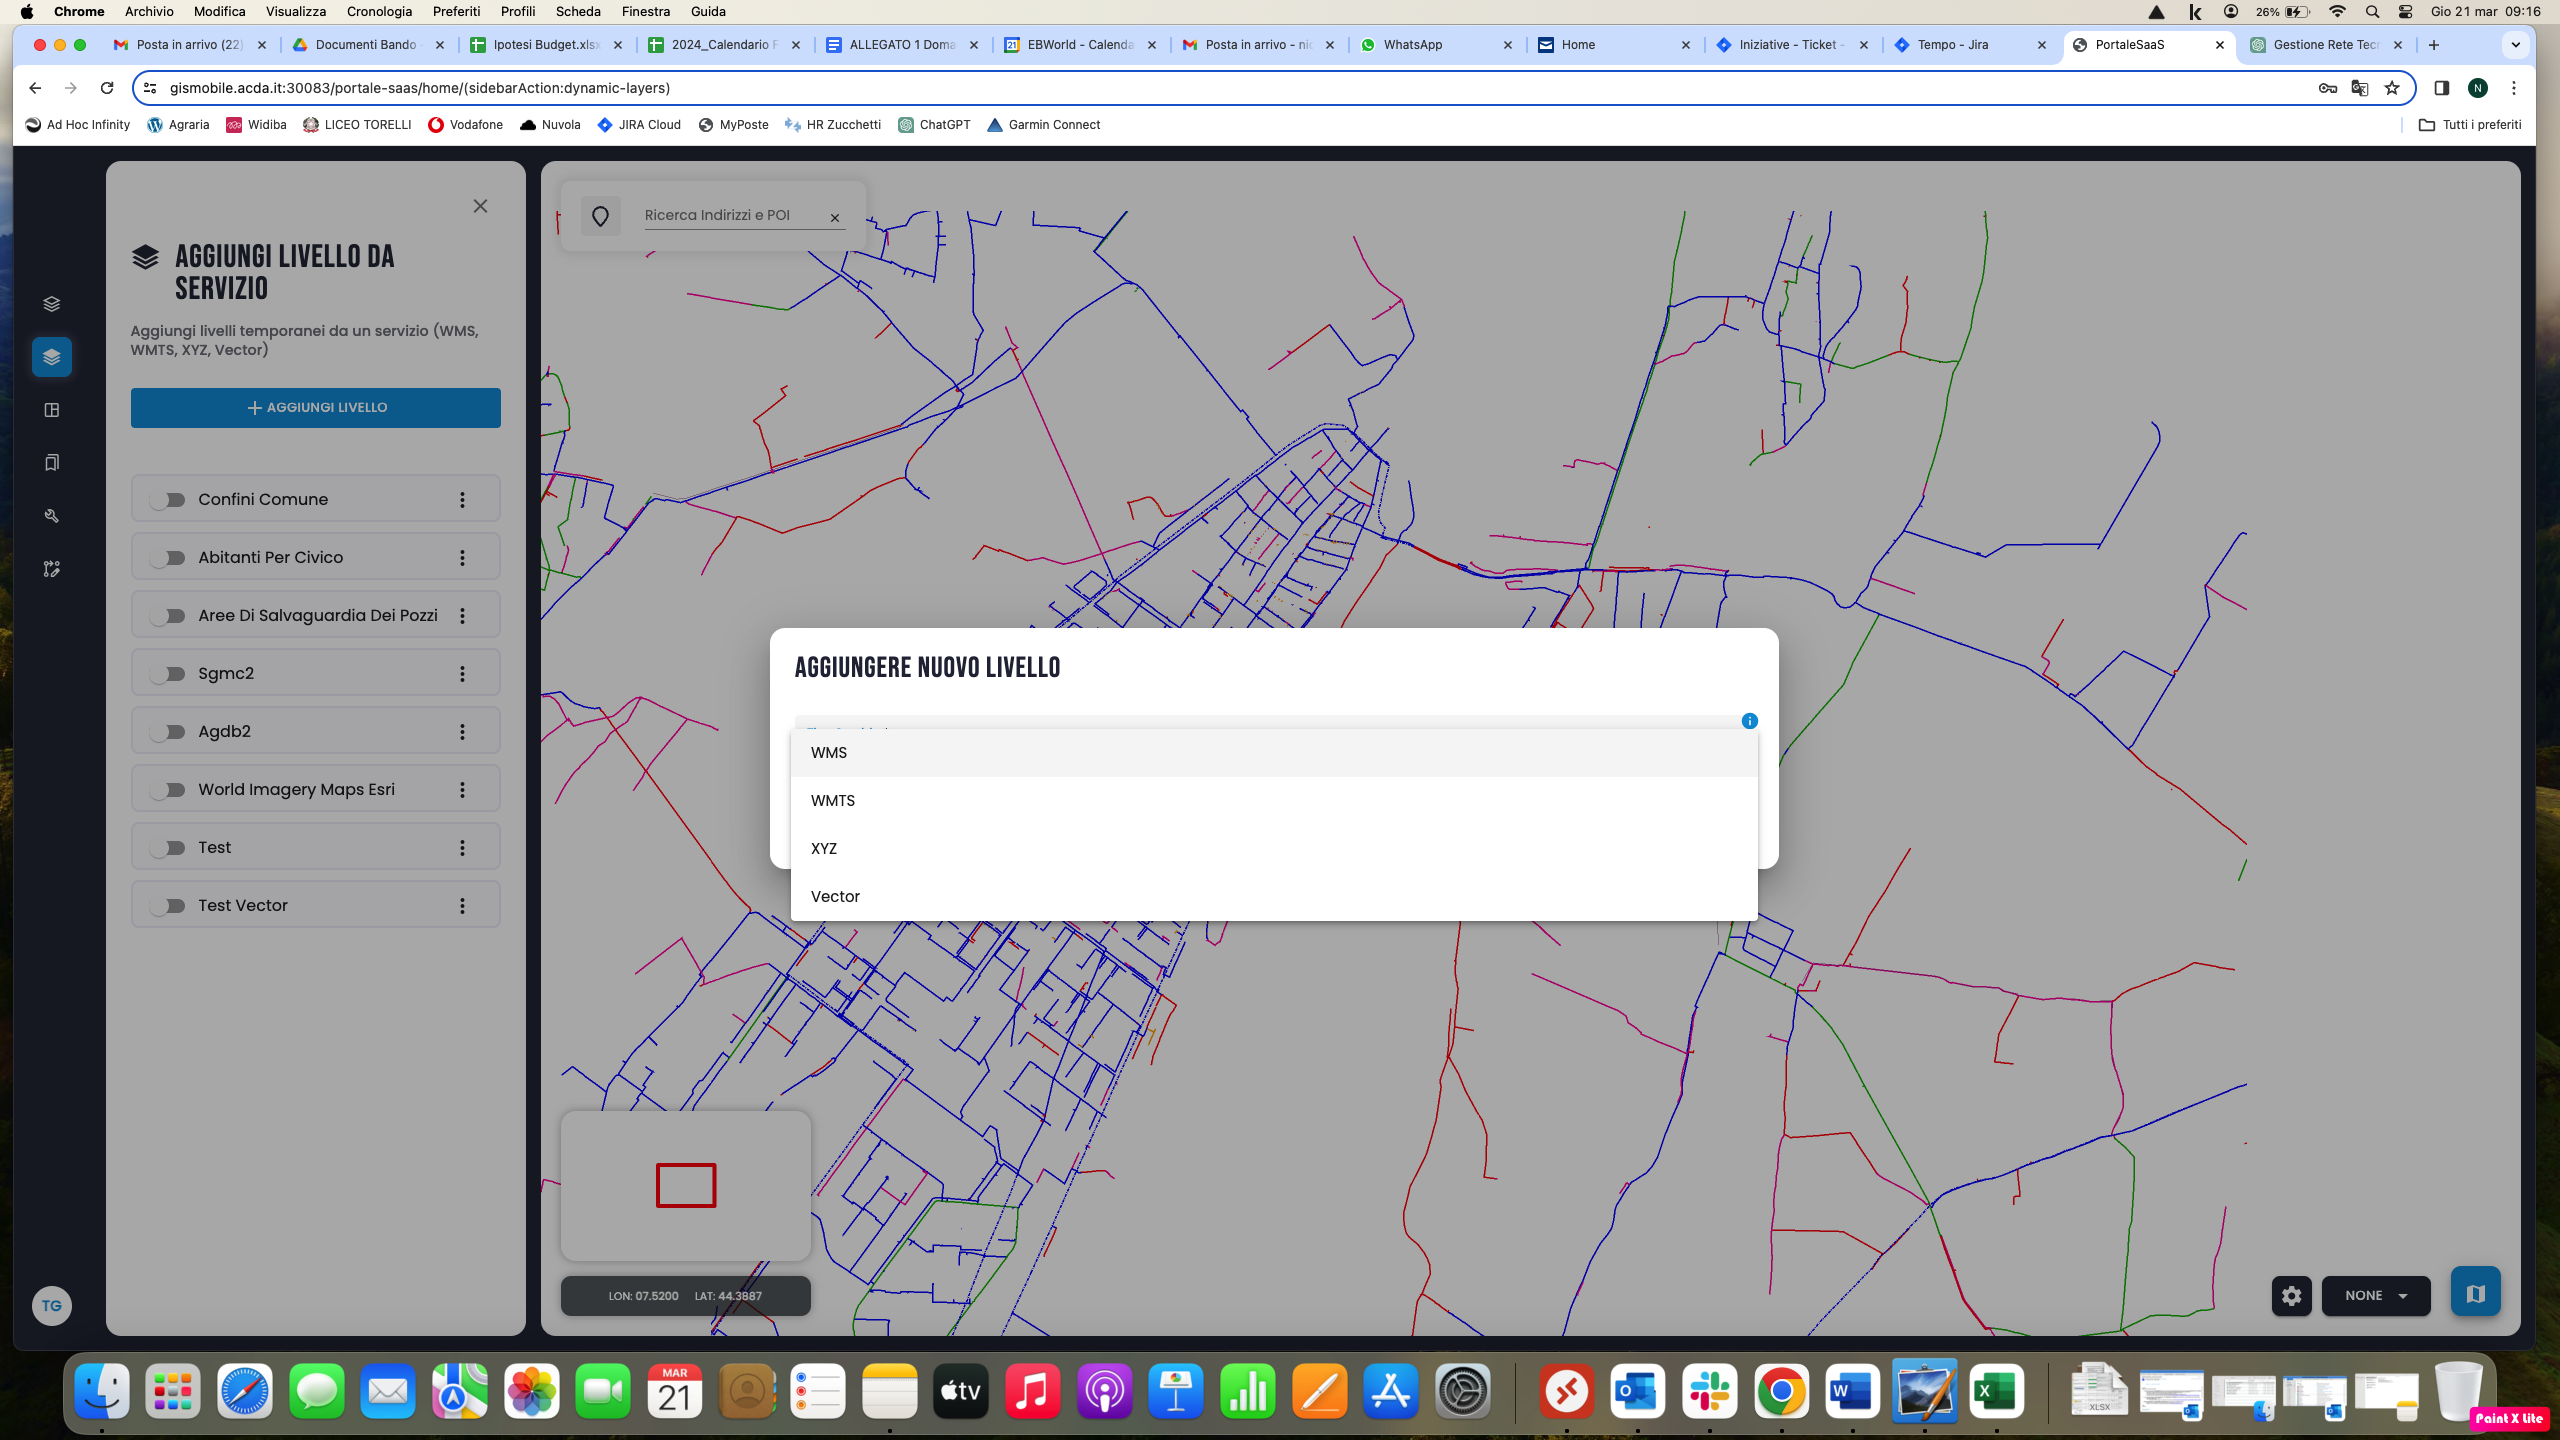 Chrome Archivio Modifica Visualizza Cronologia Preferiti Profili Scheda Finestra Guida 26% Gio 21 mar 09:16
Posta in arrivo (22) Documenti Bando Ipotesi Budget.xlsx 2024_Calendario F ALLEGATO 1 Doma EBWorld - Calenda Posta in arrivo - nic WhatsApp Home Iniziative - Ticket - Tempo - Jira PortaleSaaS Gestione Rete Tecn
gismobile.acda.it:30083/portale-saas/home/(sidebarAction:dynamic-layers) N
Ad Hoc Infinity Agraria Widiba LICEO TORELLI Vodafone Nuvola JIRA Cloud MyPoste HR Zucchetti ChatGPT Garmin Connect Tutti i preferiti
AGGIUNGI LIVELLO DA
SERVIZIO
Aggiungi livelli temporanei da un servizio (WMS,
WMTS, XYZ, Vector)
AGGIUNGI LIVELLO
Confini Comune
Abitanti Per Civico
Aree Di Salvaguardia Dei Pozzi
Sgmc2
Agdb2
World Imagery Maps Esri
Test
Test Vector
TG
Ricerca Indirizzi e POI
AGGIUNGERE NUOVO LIVELLO
WMS
WMTS
XYZ
Vector
LON: 07.5200 LAT: 44.3887
NONE
MAR
21
tv
XLSX
Paint X Lite